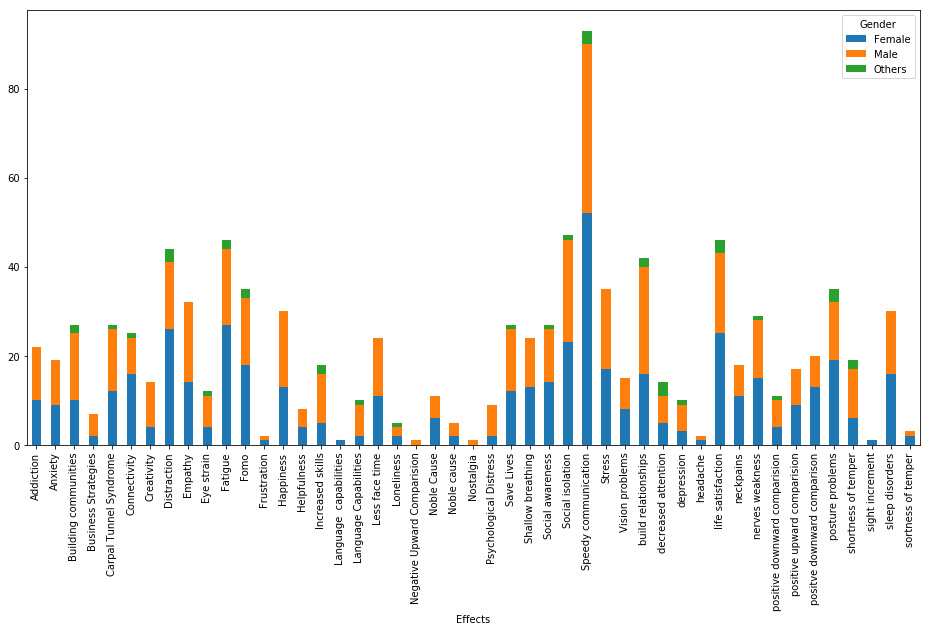 Gender
Female
Male
Others
80
60
40
20
0
Addiction
Anxiety
Building communities
Business Strategies
Carpal Tunnel Syndrome
Connectivity
Creativity
Distraction
Empathy
Eye strain
Fatigue
Fomo
Frustration
Happiness
Helpfulness
Increased skills
Language  capabilities
Language Capabilities
Less face time
Loneliness
Negative Upward Comparision
Noble Cause
Noble cause
Nostalgia
Psychological Distress
Save Lives
Shallow breathing
Social awareness
Social isolation
Speedy communication
Stress
Vision problems
build relationships
decreased attention
depression
headache
life satisfaction
neckpains
nerves weakness
positive downward comparision
positive upward comparision
positve downward comparison
posture problems
shortness of temper
sight increment
sleep disorders
sortness of temper
Effects